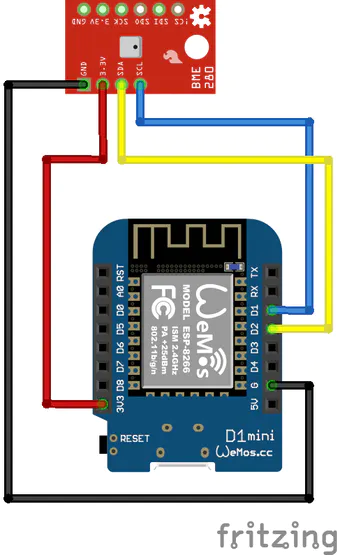 GND 3.3V SCK SDO SDI !CS
GND 3.3V SDA SCL
BME
280
RST TX
A0 RX
D0 D1
D5 D2
D6 D3
D7 D4
D8 G
3V3 5V
WeMos
MODEL ESP-8266
ISM 2.4GHz
PA +25dBm
802.11b/g/n
FC
RESET
D1 mini
WeMos.cc
fritzing